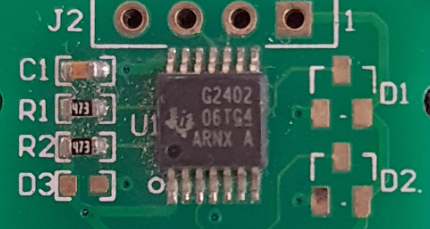 J2 1
C1
R1 473
R2 473
D3
U1
G2402
06TG4
ARNX A
D1
D2